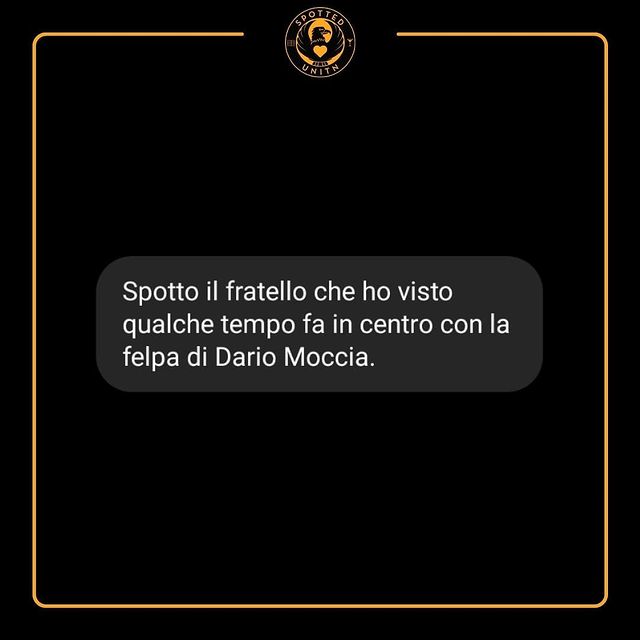 SPOTTED
UNITN
Spotto il fratello che ho visto
qualche tempo fa in centro con la
felpa di Dario Moccia.